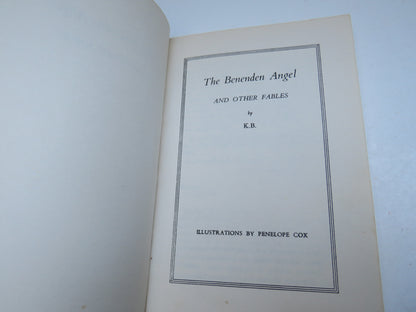 The Benenden Angel
AND OTHER FABLES
by
K.B.
ILLUSTRATIONS BY PENELOPE COX